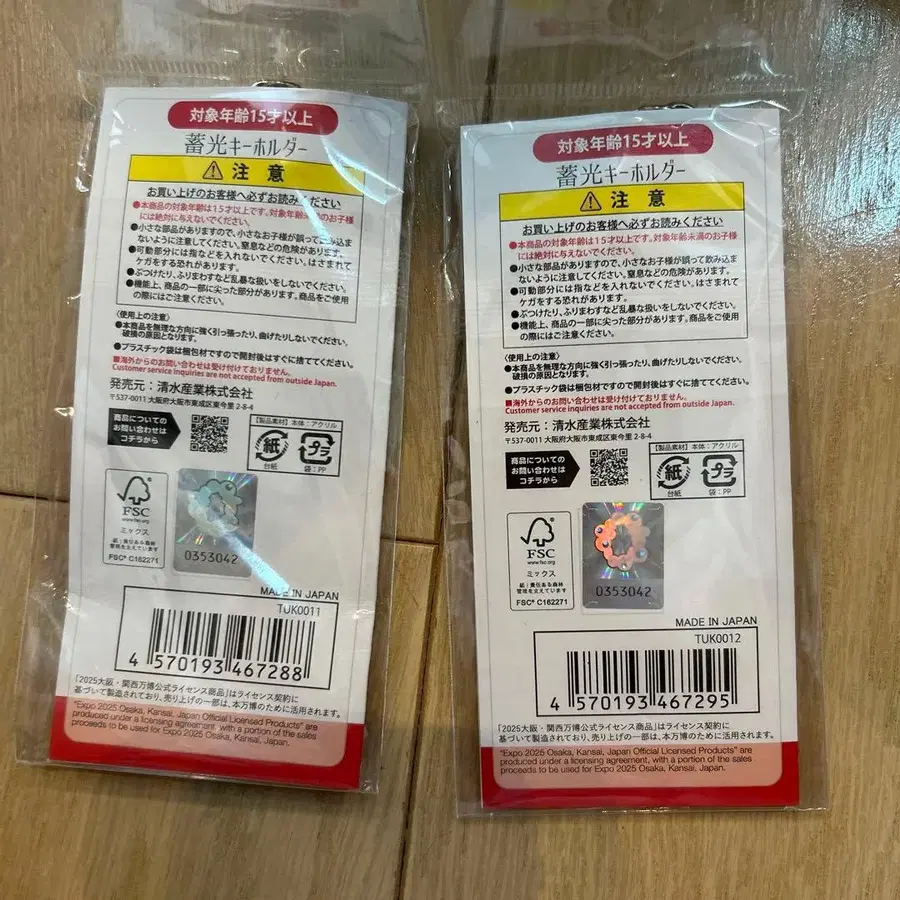 対象年齢15才以上
蓄光キーホルダー
⚠注意
お買い上げのお客様へ必ずお読みください
●本商品の対象年齢は15才以上です。対象年齢未満のお子様
には絶対に与えないでください。
●小さな部品がありますので、小さなお子様が誤って飲み込ま
ないように注意してください。窒息などの危険があります。
●可動部分には指などを入れないでください。はさまれて
ケガをする恐れがあります。
●ぶつけたり、ふりまわすなど乱暴な扱いをしないでください。
●機能上、商品の一部に尖った部分があります。商品をご使用
の際にはご注意ください。
〈使用上の注意〉
●本商品を無理な方向に強く引っ張ったり、曲げたりしないでください。
破損の原因となります。
●プラスチック袋は梱包材ですので開封後はすぐに捨ててください。
■海外からのお問い合わせは受け付けておりません。
Customer service inquiries are not accepted from outside Japan.
発売元:清水産業株式会社
〒537-0011 大阪府大阪市東成区東今里 2-8-4
商品についての
お問い合わせは
コチラから
【製品素材】本体:アクリル
紙
台紙
プラ
袋:PP
FSC
www.fsc.org
ミックス
紙|責任ある森林
管理を支えています
FSC® C162271
0353042
MADE IN JAPAN
TUK0011
4 570193 467288
「2025大阪・関西万博公式ライセンス商品」はライセンス契約に
基づいて製造されており、売り上げの一部は、本万博のために活用されます。
"Expo 2025 Osaka, Kansai, Japan Official Licensed Products" are
produced under a licensing agreement, with a portion of the sales
proceeds to be used for Expo 2025 Osaka, Kansai, Japan.
対象年齢15才以上
蓄光キーホルダー
⚠注意
お買い上げのお客様へ必ずお読みください
●本商品の対象年齢は15才以上です。対象年齢未満のお子様
には絶対に与えないでください。
●小さな部品がありますので、小さなお子様が誤って飲み込ま
ないように注意してください。窒息などの危険があります。
●可動部分には指などを入れないでください。はさまれて
ケガをする恐れがあります。
●ぶつけたり、ふりまわすなど乱暴な扱いをしないでください。
●機能上、商品の一部に尖った部分があります。商品をご使用
の際にはご注意ください。
〈使用上の注意〉
●本商品を無理な方向に強く引っ張ったり、曲げたりしないでください。
破損の原因となります。
●プラスチック袋は梱包材ですので開封後はすぐに捨ててください。
■海外からのお問い合わせは受け付けておりません。
Customer service inquiries are not accepted from outside Japan.
発売元:清水産業株式会社
〒537-0011 大阪府大阪市東成区東今里 2-8-4
商品についての
お問い合わせは
コチラから
【製品素材】本体:アクリル
紙
台紙
プラ
袋:PP
FSC
www.fsc.org
ミックス
紙|責任ある森林
管理を支えています
FSC® C162271
0353042
MADE IN JAPAN
TUK0012
4 570193 467295
「2025大阪・関西万博公式ライセンス商品」はライセンス契約に
基づいて製造されており、売り上げの一部は、本万博のために活用されます。
"Expo 2025 Osaka, Kansai, Japan Official Licensed Products" are
produced under a licensing agreement, with a portion of the sales
proceeds to be used for Expo 2025 Osaka, Kansai, Japan.